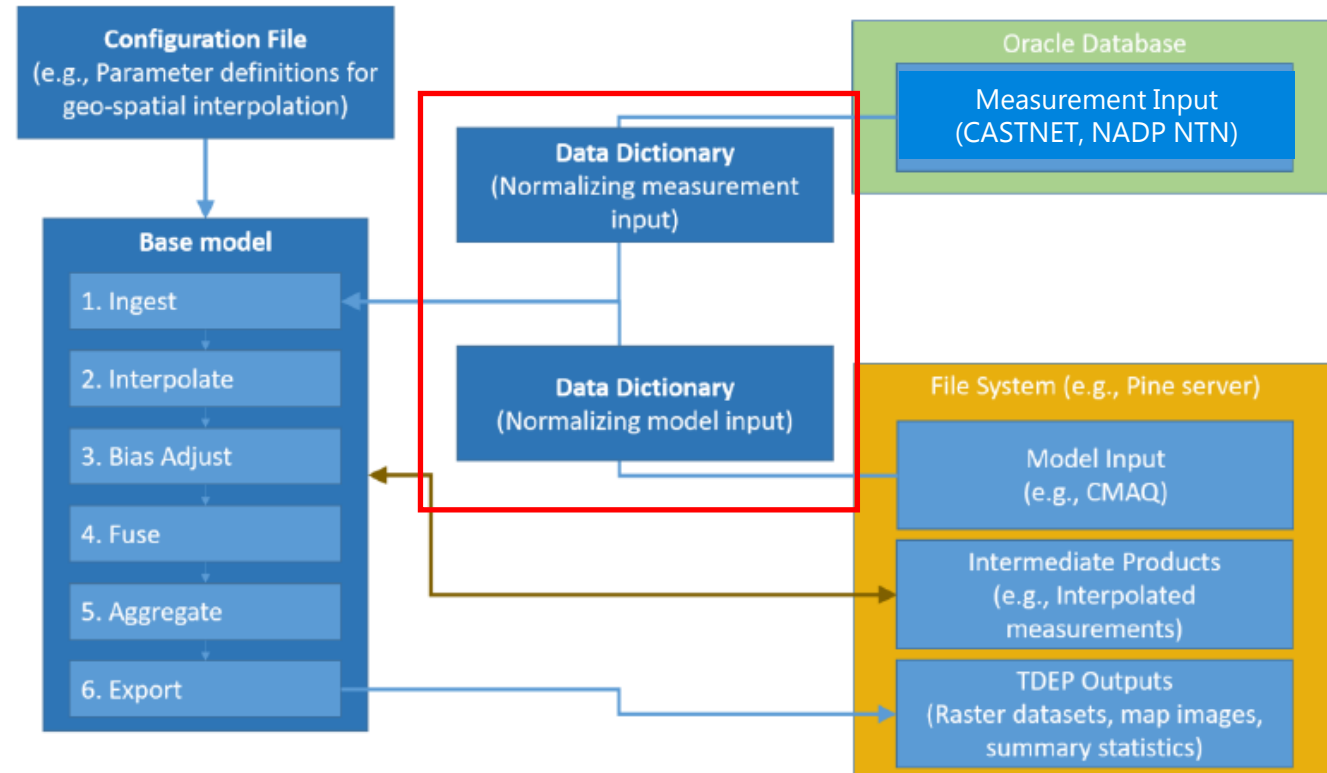 Configuration File
(e.g., Parameter definitions for
geo-spatial interpolation)
Base model
1. Ingest
2. Interpolate
3. Bias Adjust
4. Fuse
5. Aggregate
6. Export
Data Dictionary
(Normalizing measurement
input)
Data Dictionary
(Normalizing model input)
Oracle Database
Measurement Input
(CASTNET, NADP NTN)
File System (e.g., Pine server)
Model Input
(e.g., CMAQ)
Intermediate Products
(e.g., Interpolated
measurements)
TDEP Outputs
(Raster datasets, map images,
summary statistics)